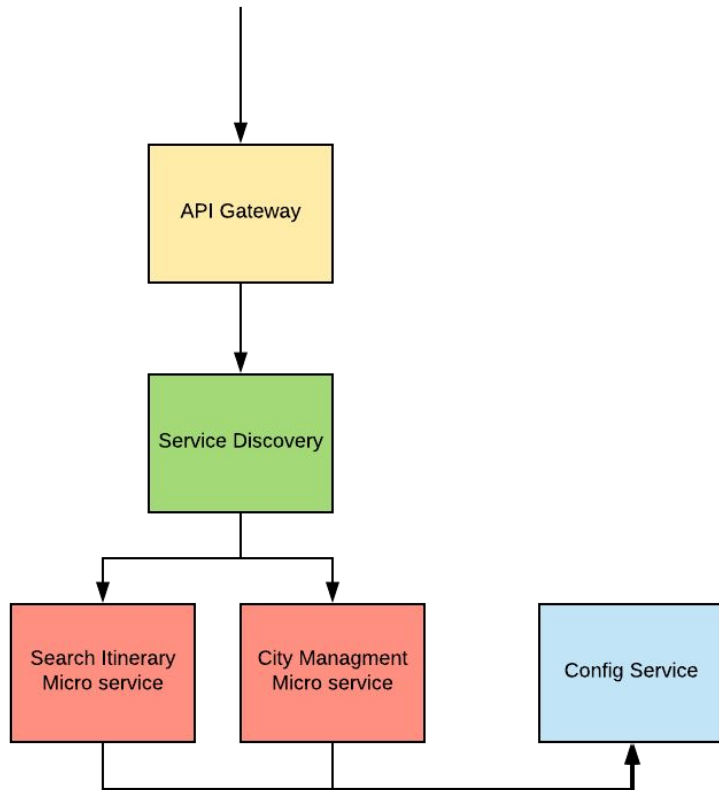 API Gateway
Service Discovery
Search Itinerary
Micro service
City Managment
Micro service
Config Service